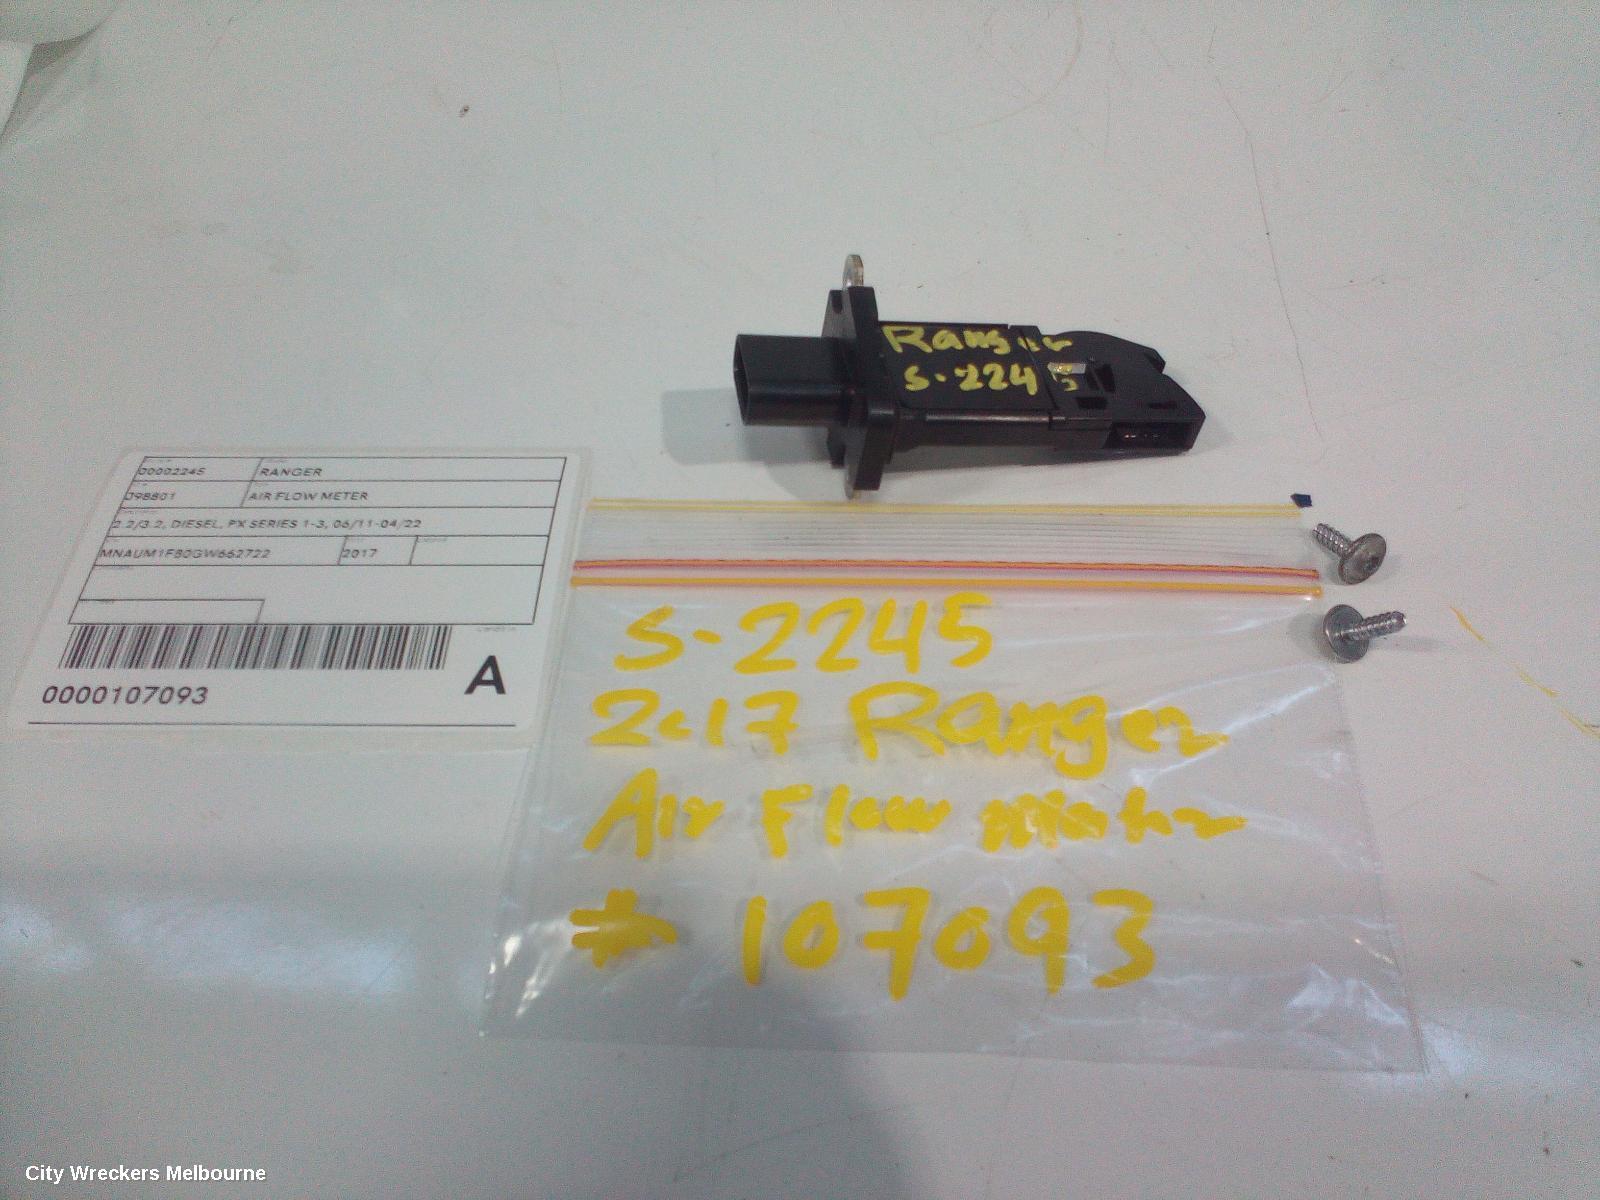 Ranger
S-2245
00002245 RANGER
J98801 AIR FLOW METER
2.2/3.2, DIESEL, PX SERIES 1-3, 06/11-04/22
MNAUM1F80GW662722 2017
0000107093 A
S-2245
2017 Ranger
Air Flow meter
# 107093
City Wreckers Melbourne